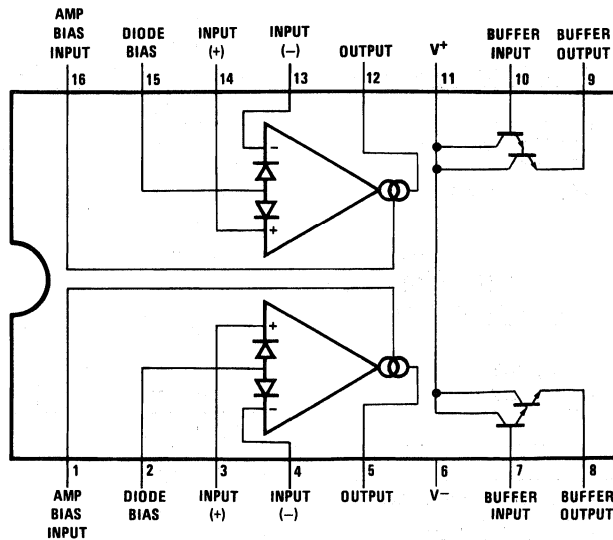 AMP
BIAS
INPUT
DIODE
BIAS
INPUT
(+)
INPUT
(–)
OUTPUT
V+
BUFFER
INPUT
BUFFER
OUTPUT
16
15
14
13
12
11
10
9
–
+
+
–
1
2
3
4
5
6
7
8
AMP
BIAS
INPUT
DIODE
BIAS
INPUT
(+)
INPUT
(–)
OUTPUT
V–
BUFFER
INPUT
BUFFER
OUTPUT